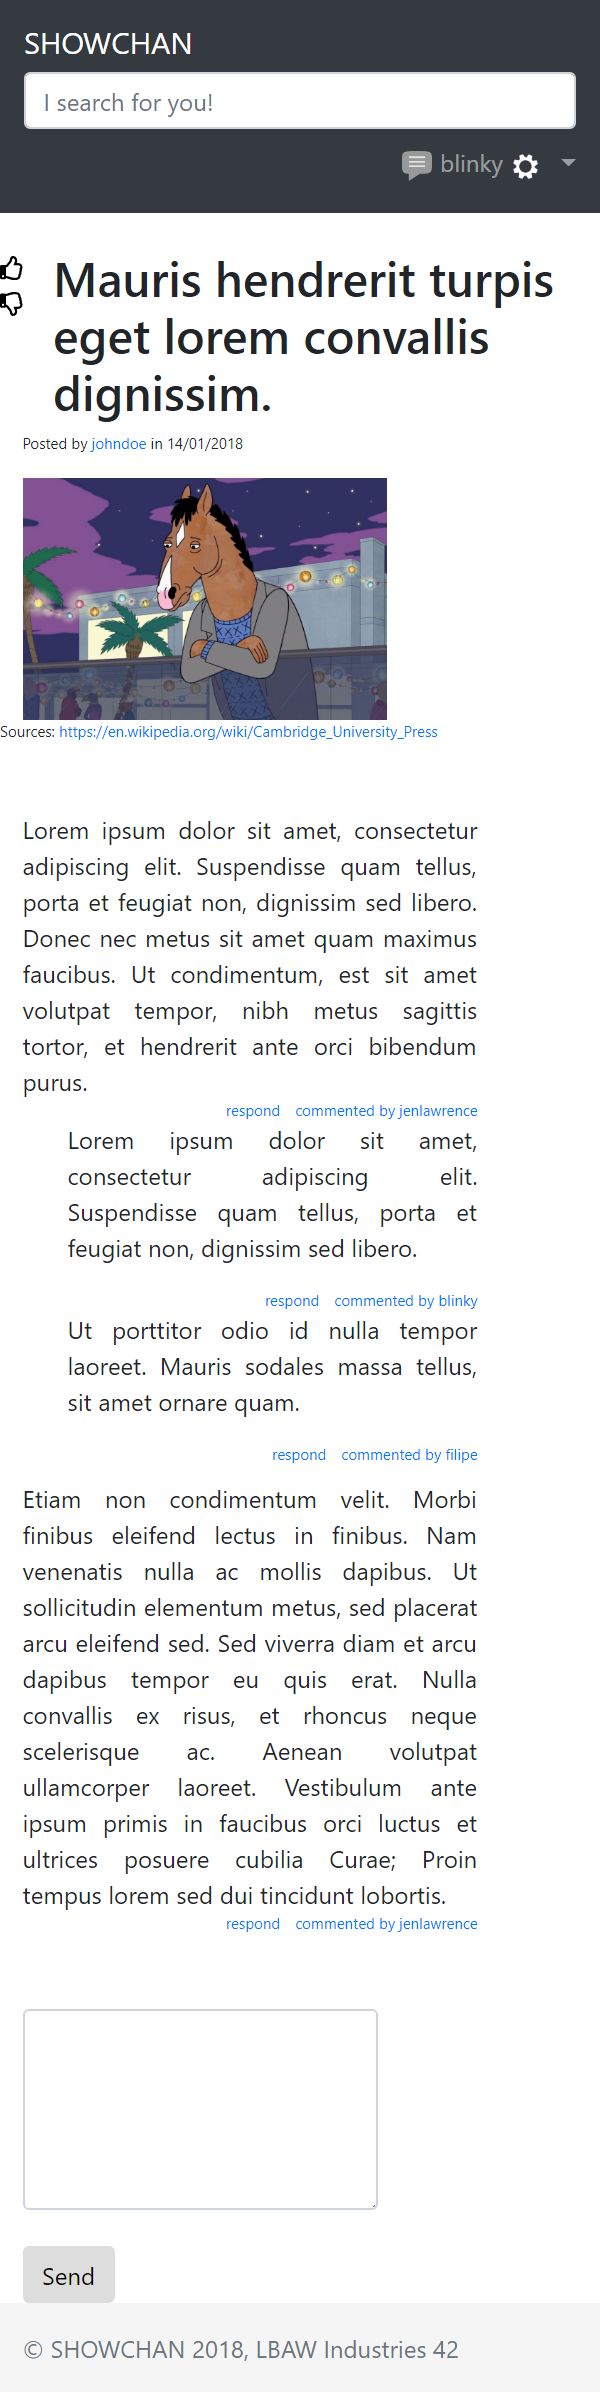 SHOWCHAN
I search for you!
blinky
Mauris hendrerit turpis
eget lorem convallis
dignissim.
Posted by johndoe in 14/01/2018
Sources: https://en.wikipedia.org/wiki/Cambridge_University_Press
Lorem ipsum dolor sit amet, consectetur
adipiscing elit. Suspendisse quam tellus,
porta et feugiat non, dignissim sed libero.
Donec nec metus sit amet quam maximus
faucibus. Ut condimentum, est sit amet
volutpat tempor, nibh metus sagittis
tortor, et hendrerit ante orci bibendum
purus.
respond commented by jenlawrence
Lorem ipsum dolor sit amet,
consectetur adipiscing elit.
Suspendisse quam tellus, porta et
feugiat non, dignissim sed libero.
respond commented by blinky
Ut porttitor odio id nulla tempor
laoreet. Mauris sodales massa tellus,
sit amet ornare quam.
respond commented by filipe
Etiam non condimentum velit. Morbi
finibus eleifend lectus in finibus. Nam
venenatis nulla ac mollis dapibus. Ut
sollicitudin elementum metus, sed placerat
arcu eleifend sed. Sed viverra diam et arcu
dapibus tempor eu quis erat. Nulla
convallis ex risus, et rhoncus neque
scelerisque ac. Aenean volutpat
ullamcorper laoreet. Vestibulum ante
ipsum primis in faucibus orci luctus et
ultrices posuere cubilia Curae; Proin
tempus lorem sed dui tincidunt lobortis.
respond commented by jenlawrence
Send
© SHOWCHAN 2018, LBAW Industries 42